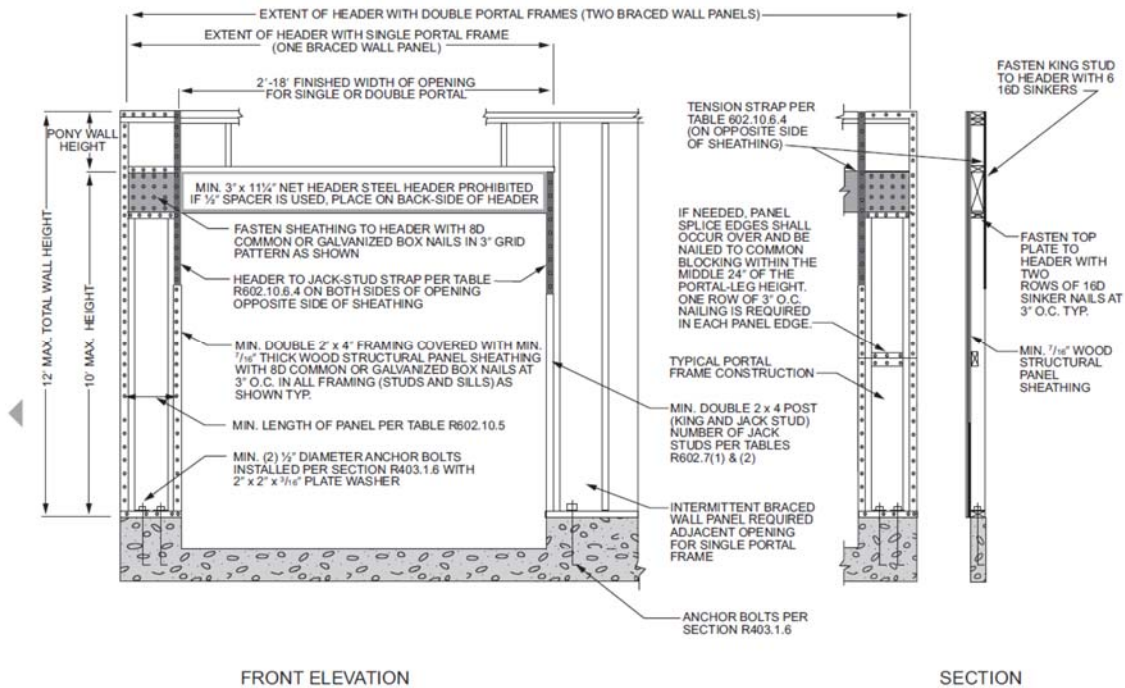 EXTENT OF HEADER WITH DOUBLE PORTAL FRAMES (TWO BRACED WALL PANELS)
EXTENT OF HEADER WITH SINGLE PORTAL FRAME
(ONE BRACED WALL PANEL)
2'-18' FINISHED WIDTH OF OPENING
FOR SINGLE OR DOUBLE PORTAL
PONY WALL
HEIGHT
12' MAX. TOTAL WALL HEIGHT
10' MAX. HEIGHT
MIN. 3" x 11¼" NET HEADER STEEL HEADER PROHIBITED
IF ½" SPACER IS USED, PLACE ON BACK-SIDE OF HEADER
FASTEN SHEATHING TO HEADER WITH 8D
COMMON OR GALVANIZED BOX NAILS IN 3" GRID
PATTERN AS SHOWN
HEADER TO JACK-STUD STRAP PER TABLE
R602.10.6.4 ON BOTH SIDES OF OPENING
OPPOSITE SIDE OF SHEATHING
MIN. DOUBLE 2" x 4" FRAMING COVERED WITH MIN.
7/16" THICK WOOD STRUCTURAL PANEL SHEATHING
WITH 8D COMMON OR GALVANIZED BOX NAILS AT
3" O.C. IN ALL FRAMING (STUDS AND SILLS) AS
SHOWN TYP.
MIN. LENGTH OF PANEL PER TABLE R602.10.5
MIN. (2) ½" DIAMETER ANCHOR BOLTS
INSTALLED PER SECTION R403.1.6 WITH
2" x 2" x 3/16" PLATE WASHER
TENSION STRAP PER
TABLE 602.10.6.4
(ON OPPOSITE SIDE
OF SHEATHING)
IF NEEDED, PANEL
SPLICE EDGES SHALL
OCCUR OVER AND BE
NAILED TO COMMON
BLOCKING WITHIN THE
MIDDLE 24" OF THE
PORTAL-LEG HEIGHT.
ONE ROW OF 3" O.C.
NAILING IS REQUIRED
IN EACH PANEL EDGE.
TYPICAL PORTAL
FRAME CONSTRUCTION
MIN. DOUBLE 2 x 4 POST
(KING AND JACK STUD)
NUMBER OF JACK
STUDS PER TABLES
R602.7(1) & (2)
INTERMITTENT BRACED
WALL PANEL REQUIRED
ADJACENT OPENING
FOR SINGLE PORTAL
FRAME
ANCHOR BOLTS PER
SECTION R403.1.6
FASTEN KING STUD
TO HEADER WITH 6
16D SINKERS
FASTEN TOP
PLATE TO
HEADER WITH
TWO
ROWS OF 16D
SINKER NAILS AT
3" O.C. TYP.
MIN. 7/16" WOOD
STRUCTURAL
PANEL
SHEATHING
FRONT ELEVATION
SECTION